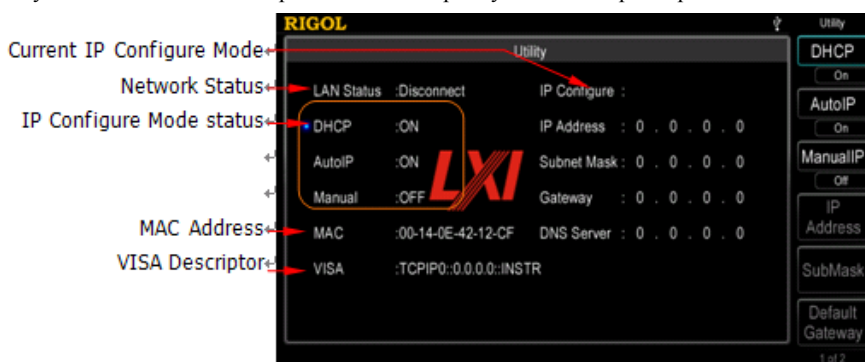 RIGOL
Utility
Utility
Current IP Configure Mode
Network Status
IP Configure Mode status
MAC Address
VISA Descriptor
LAN Status :Disconnect
DHCP :ON
AutoIP :ON
Manual :OFF
MAC :00-14-0E-42-12-CF
VISA :TCPIP0::0.0.0.0::INSTR
IP Configure :
IP Address : 0 . 0 . 0 . 0
Subnet Mask : 0 . 0 . 0 . 0
Gateway : 0 . 0 . 0 . 0
DNS Server : 0 . 0 . 0 . 0
LXI
DHCP
On
AutoIP
On
ManualIP
Off
IP
Address
SubMask
Default
Gateway
1 of 2